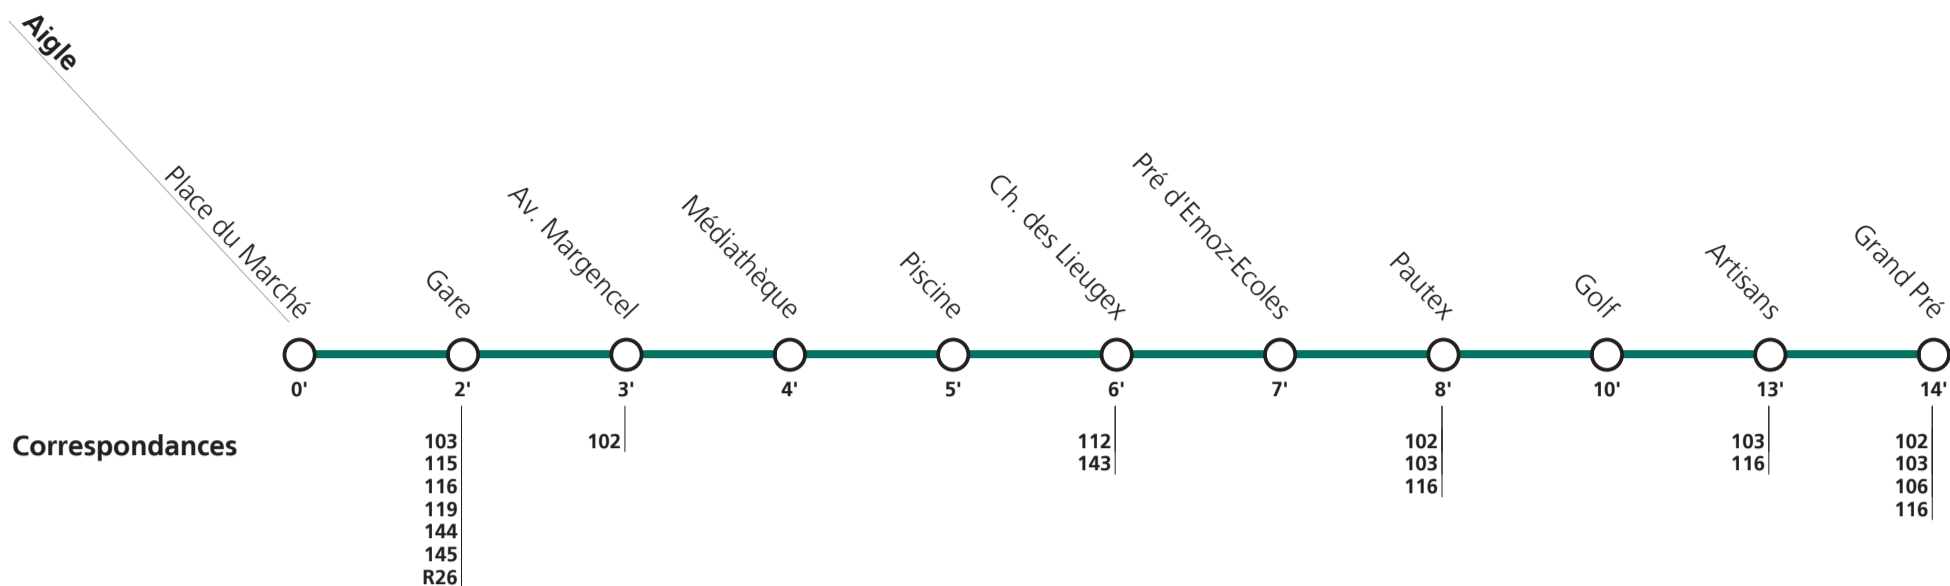 Aigle
Place du Marché
Gare
Av. Margencel
Médiathèque
Piscine
Ch. des Lieugex
Pré d'Emoz-Ecoles
Pautex
Golf
Artisans
Grand Pré
0' 2' 3' 4' 5' 6' 7' 8' 10' 13' 14'
Correspondances
103
115
116
119
144
145
R26
102
112
143
102
103
116
103
116
102
103
106
116